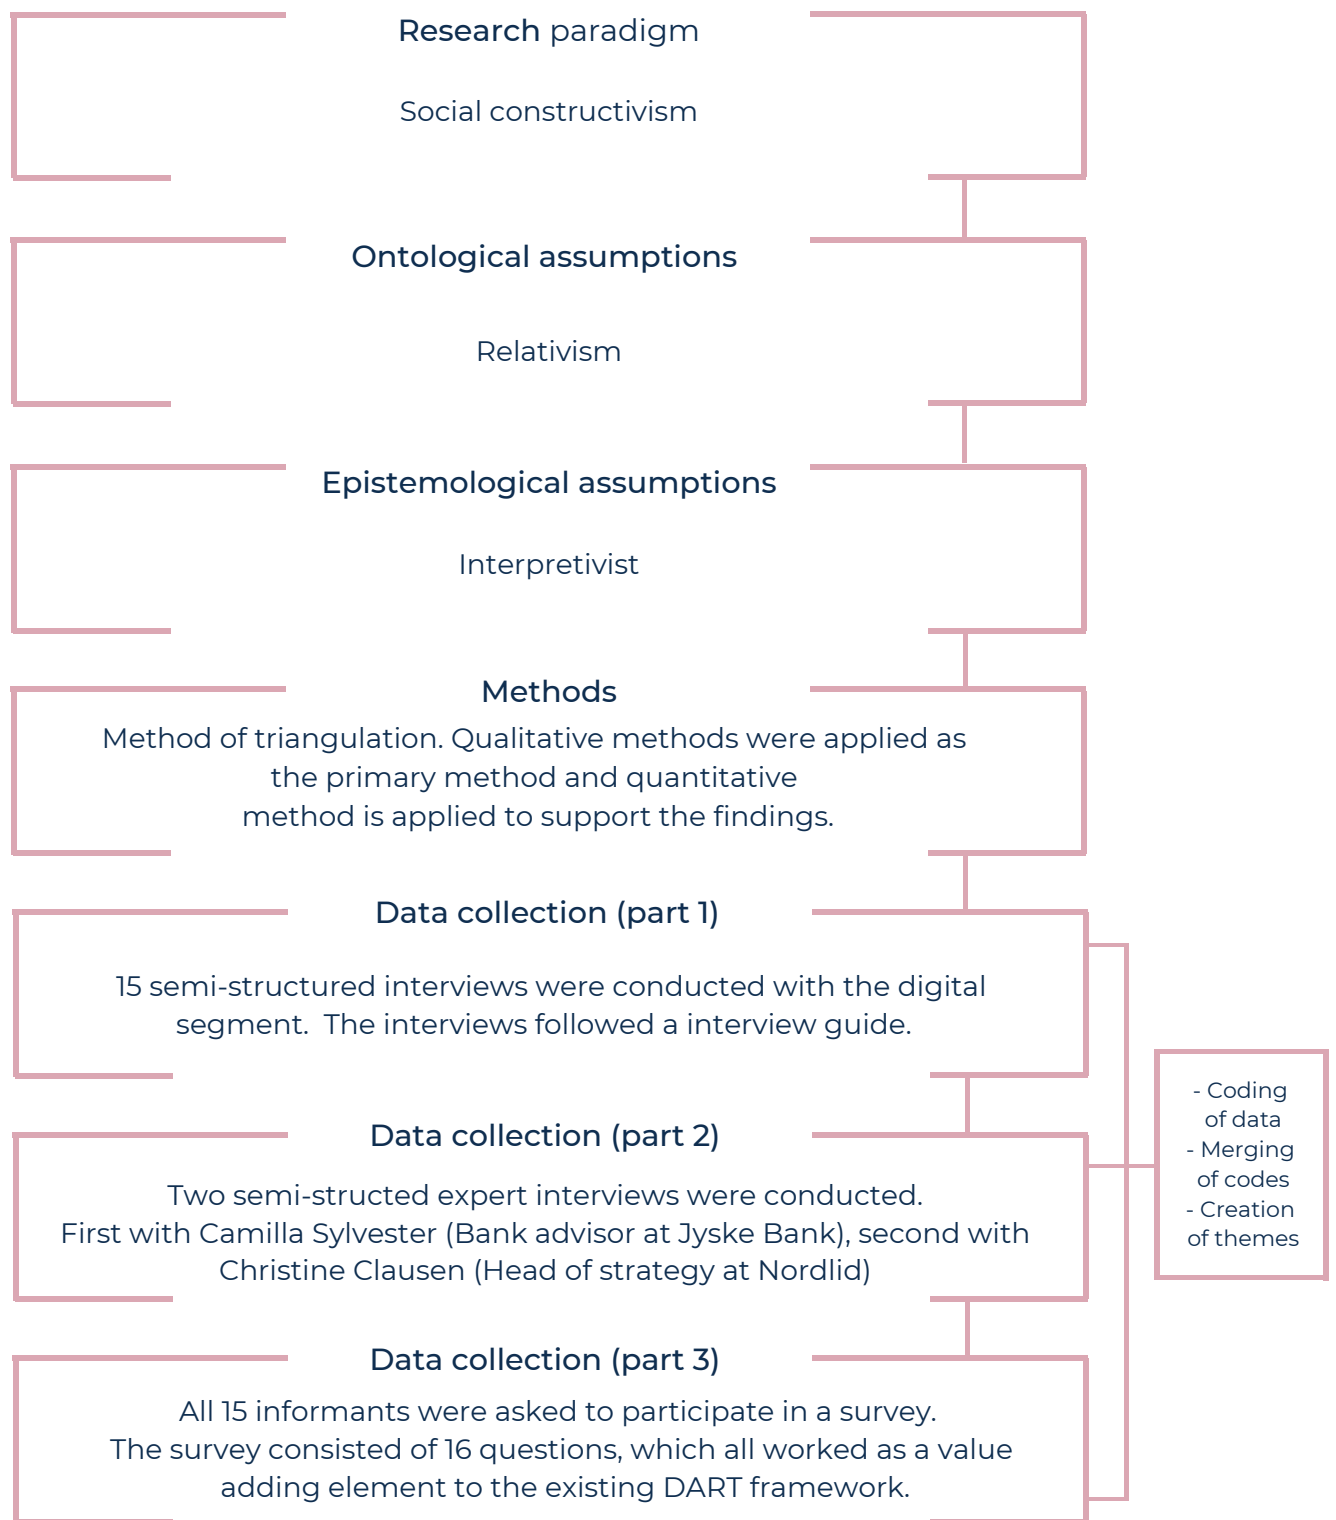 Research paradigm
Social constructivism
Ontological assumptions
Relativism
Epistemological assumptions
Interpretivist
Methods
Method of triangulation. Qualitative methods were applied as
the primary method and quantitative
method is applied to support the findings.
Data collection (part 1)
15 semi-structured interviews were conducted with the digital
segment. The interviews followed a interview guide.
Data collection (part 2)
Two semi-structed expert interviews were conducted.
First with Camilla Sylvester (Bank advisor at Jyske Bank), second with
Christine Clausen (Head of strategy at Nordlid)
- Coding
of data
- Merging
of codes
- Creation
of themes
Data collection (part 3)
All 15 informants were asked to participate in a survey.
The survey consisted of 16 questions, which all worked as a value
adding element to the existing DART framework.